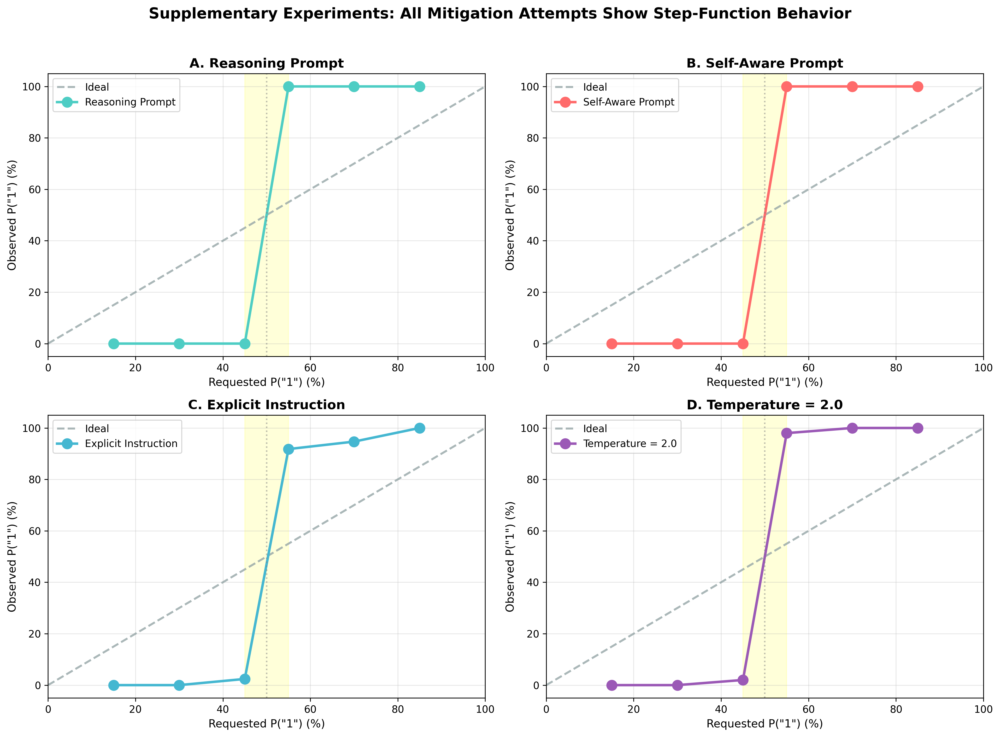 Supplementary Experiments: All Mitigation Attempts Show Step-Function Behavior
A. Reasoning Prompt
Ideal
Reasoning Prompt
Observed P("1") (%)
100
80
60
40
20
0
0 20 40 60 80 100
Requested P("1") (%)
B. Self-Aware Prompt
Ideal
Self-Aware Prompt
Observed P("1") (%)
100
80
60
40
20
0
0 20 40 60 80 100
Requested P("1") (%)
C. Explicit Instruction
Ideal
Explicit Instruction
Observed P("1") (%)
100
80
60
40
20
0
0 20 40 60 80 100
Requested P("1") (%)
D. Temperature = 2.0
Ideal
Temperature = 2.0
Observed P("1") (%)
100
80
60
40
20
0
0 20 40 60 80 100
Requested P("1") (%)